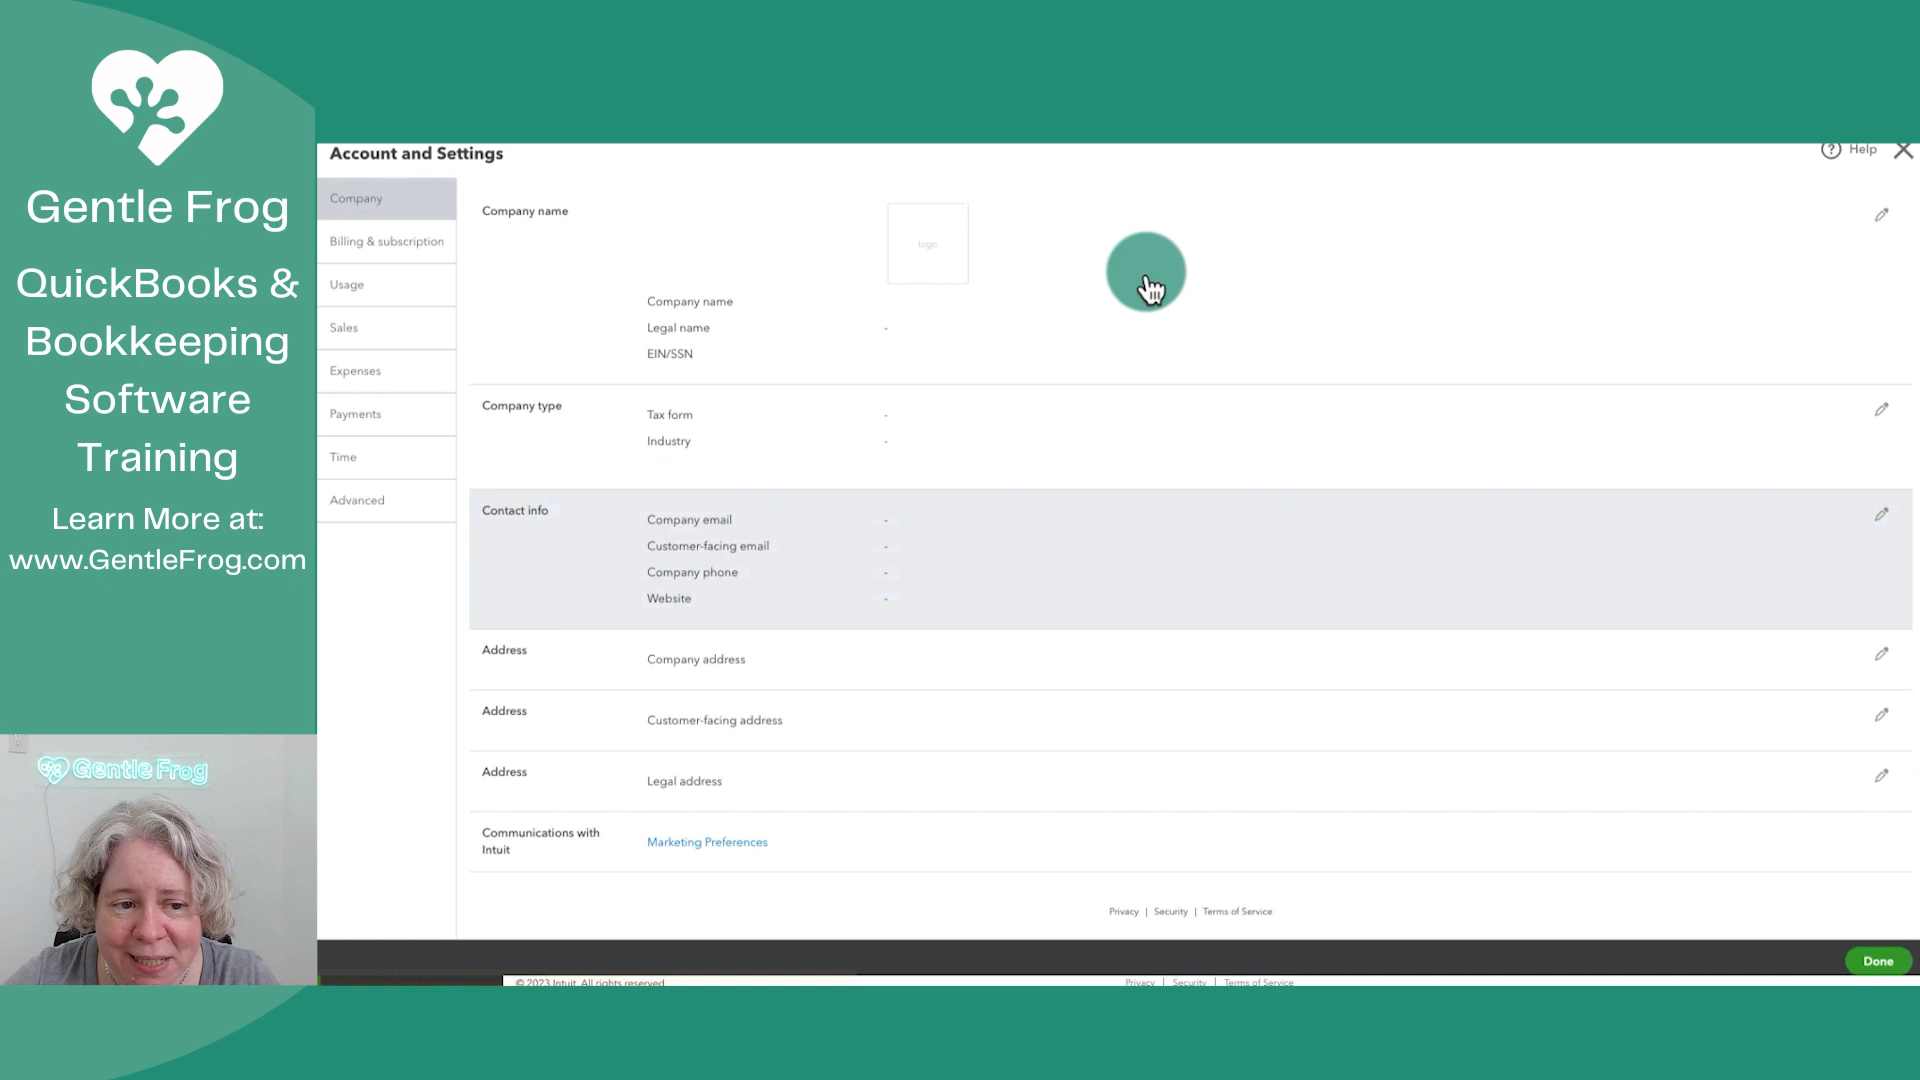 Gentle Frog
QuickBooks &
Bookkeeping
Software
Training
Learn More at:
www.GentleFrog.com
Gentle Frog
Account and Settings
? Help
Company
Billing & subscription
Usage
Sales
Expenses
Payments
Time
Advanced
Company name
logo
Company name
Legal name -
EIN/SSN
Company type
Tax form -
Industry -
Contact info
Company email -
Customer-facing email -
Company phone -
Website -
Address
Company address
Address
Customer-facing address
Address
Legal address
Communications with
Intuit
Marketing Preferences
Privacy | Security | Terms of Service
Done
© 2023 Intuit. All rights reserved.
Privacy | Security | Terms of Service